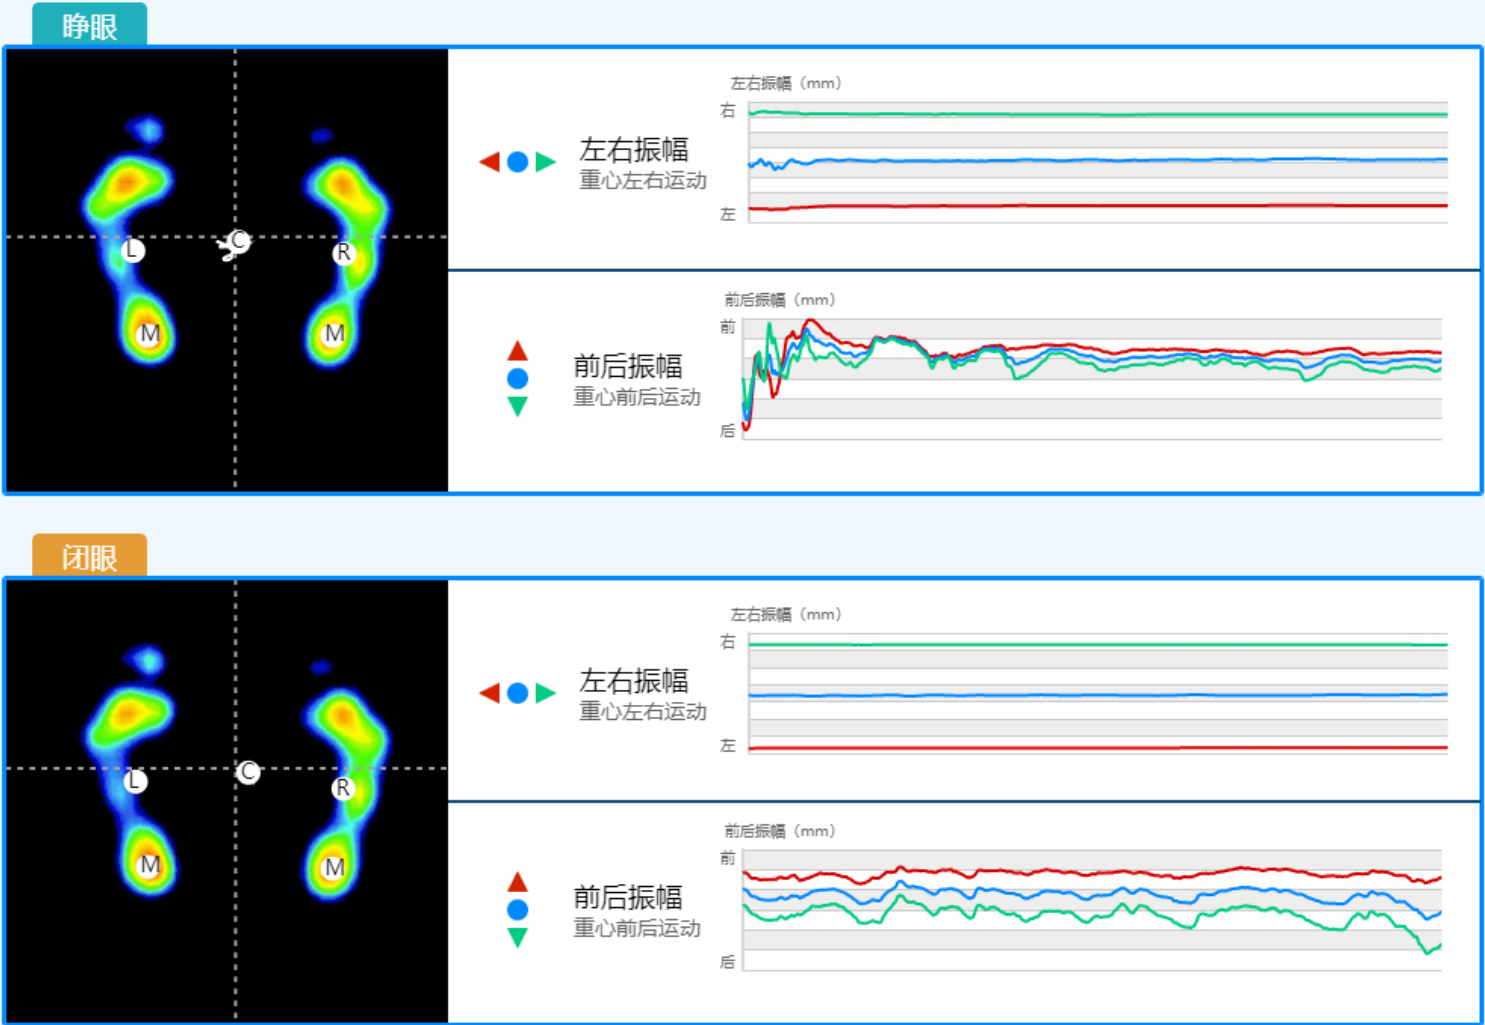 睁眼
左右振幅（mm）
右
左右振幅
重心左右运动
左
L
C
R
M
M
前后振幅（mm）
前
前后振幅
重心前后运动
后
闭眼
左右振幅（mm）
右
左右振幅
重心左右运动
左
L
C
R
M
M
前后振幅（mm）
前
前后振幅
重心前后运动
后